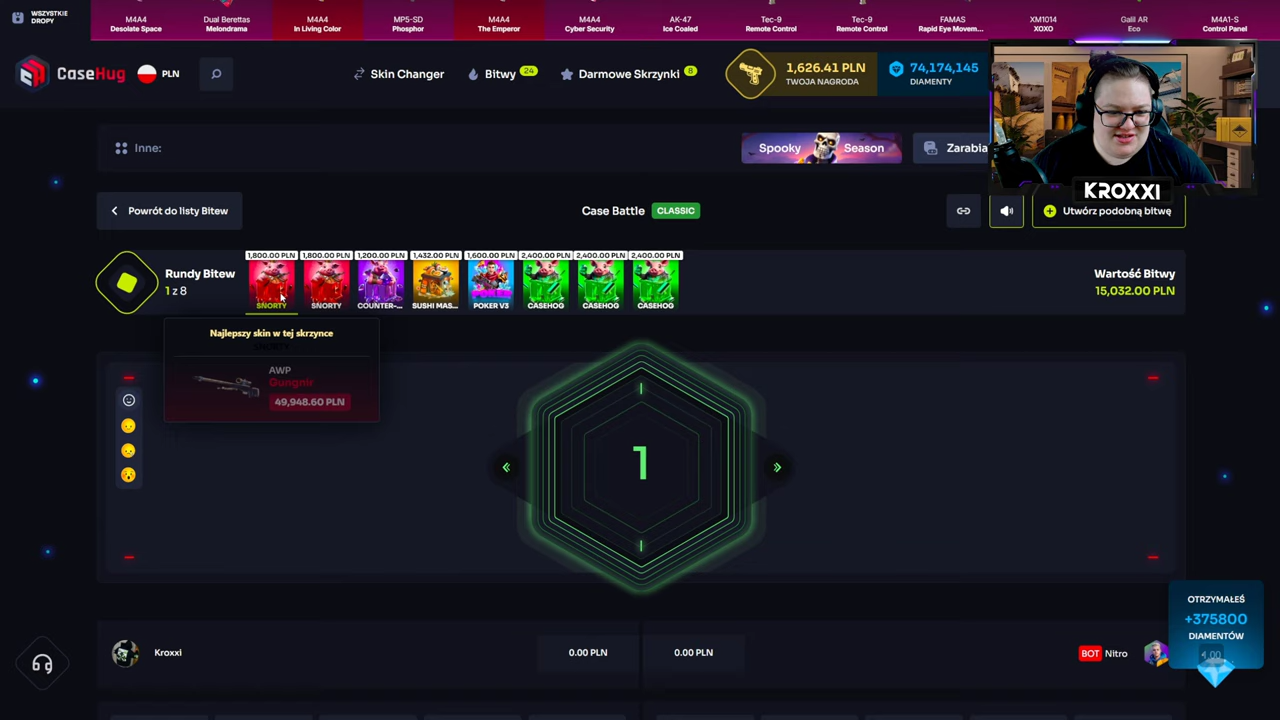 WSZYSTKIE
DROPY
M4A4
Desolate Space
Dual Berettas
Melondrama
M4A4
In Living Color
MP5-SD
Phosphor
M4A4
The Emperor
M4A4
Cyber Security
AK-47
Ice Coaled
Tec-9
Remote Control
Tec-9
Remote Control
FAMAS
Rapid Eye Movem...
XM1014
XOXO
Galil AR
Eco
M4A1-S
Control Panel
CaseHug
PLN
Skin Changer
Bitwy 24
Darmowe Skrzynki 8
1,626.41 PLN
TWOJA NAGRODA
74,174,145
DIAMENTY
Inne:
Spooky Season
Zarabia
KROXXI
Powrót do listy Bitew
Case Battle CLASSIC
Utwórz podobną bitwę
Rundy Bitew
1 z 8
1,800.00 PLN
SNORTY
1,800.00 PLN
SNORTY
1,200.00 PLN
COUNTER-...
1,432.00 PLN
SUSHI MAS...
1,600.00 PLN
POKER V3
2,400.00 PLN
CASEHOG
2,400.00 PLN
CASEHOG
2,400.00 PLN
CASEHOG
Wartość Bitwy
15,032.00 PLN
Najlepszy skin w tej skrzynce
SNORTY
AWP
Gungnir
49,948.60 PLN
1
OTRZYMAŁEŚ
+375800
DIAMENTÓW
Kroxxi
0.00 PLN
0.00 PLN
BOT Nitro